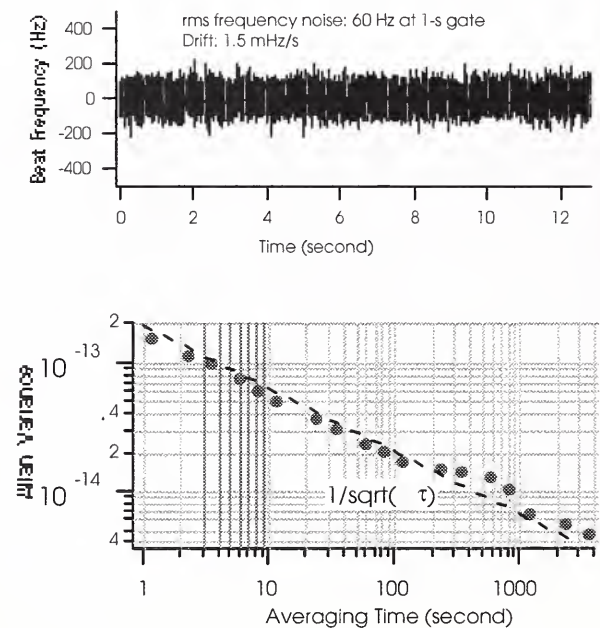 rms frequency noise: 60 Hz at 1-s gate
Drift: 1.5 mHz/s
Beat Frequency (Hz)
400
200
0
-200
-400
0 2 4 6 8 10 12
Time (second)
2
10 -13
.4
2
10 -14
4
1/sqrt( τ)
1 10 100 1000
Averaging Time (second)